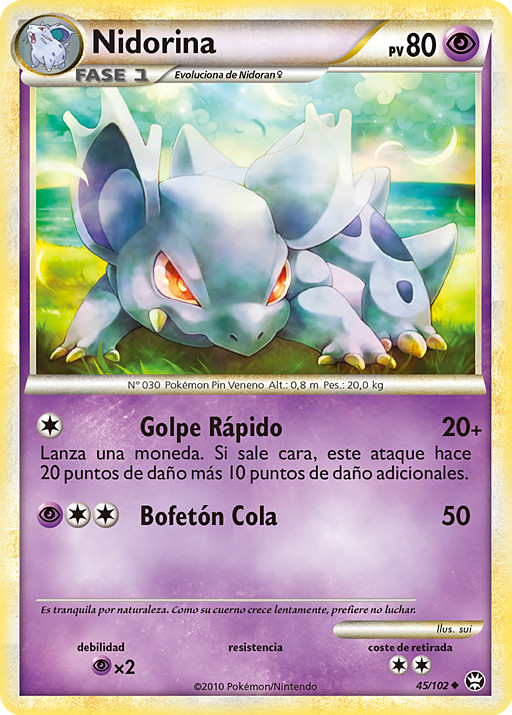 Nidorina
PV 80
FASE 1
Evoluciona de Nidoran♀
Nº 030 Pokémon Pin Veneno Alt.: 0,8 m Pes.: 20,0 kg
Golpe Rápido 20+
Lanza una moneda. Si sale cara, este ataque hace
20 puntos de daño más 10 puntos de daño adicionales.
Bofetón Cola 50
Es tranquila por naturaleza. Como su cuerno crece lentamente, prefiere no luchar.
Ilus. sui
debilidad resistencia coste de retirada
×2
45/102
©2010 Pokémon/Nintendo